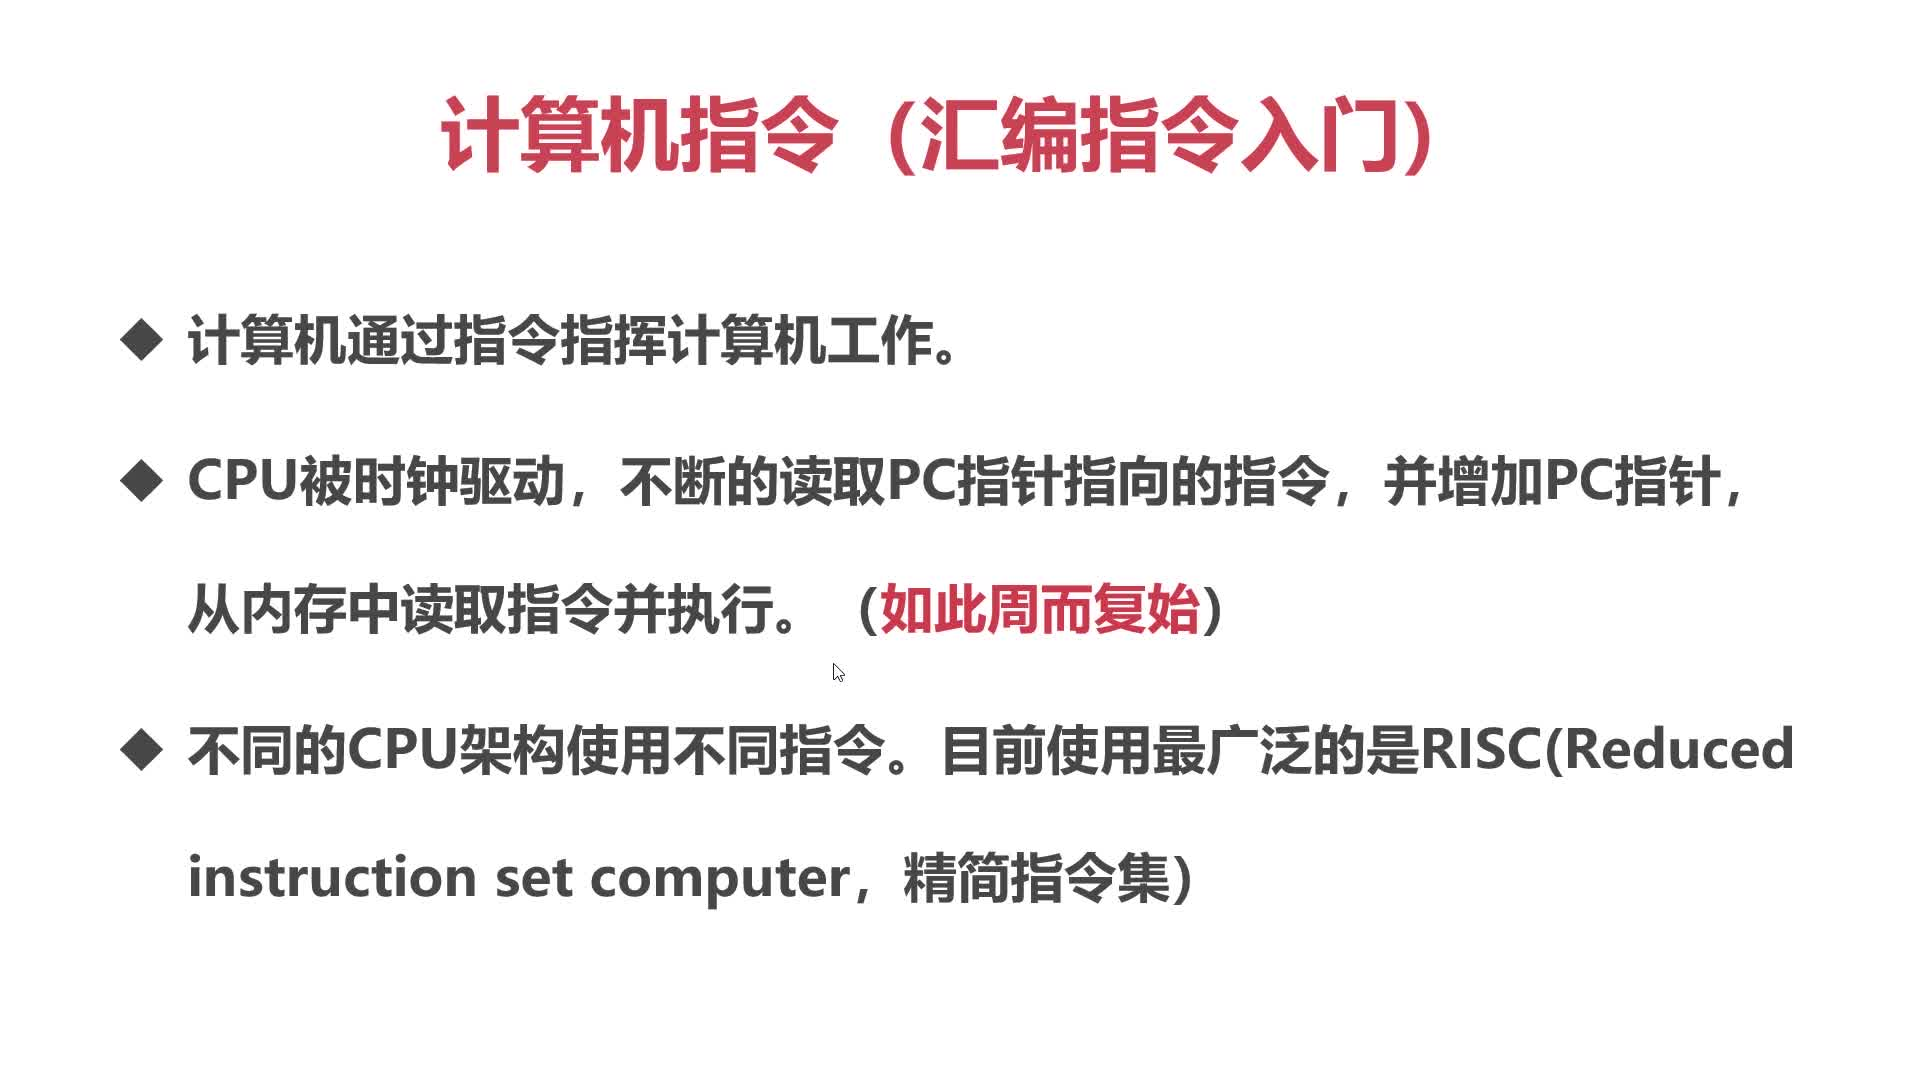 计算机指令（汇编指令入门）
计算机通过指令指挥计算机工作。
CPU被时钟驱动，不断的读取PC指针指向的指令，并增加PC指针，
从内存中读取指令并执行。（如此周而复始）
不同的CPU架构使用不同指令。目前使用最广泛的是RISC(Reduced
instruction set computer，精简指令集）